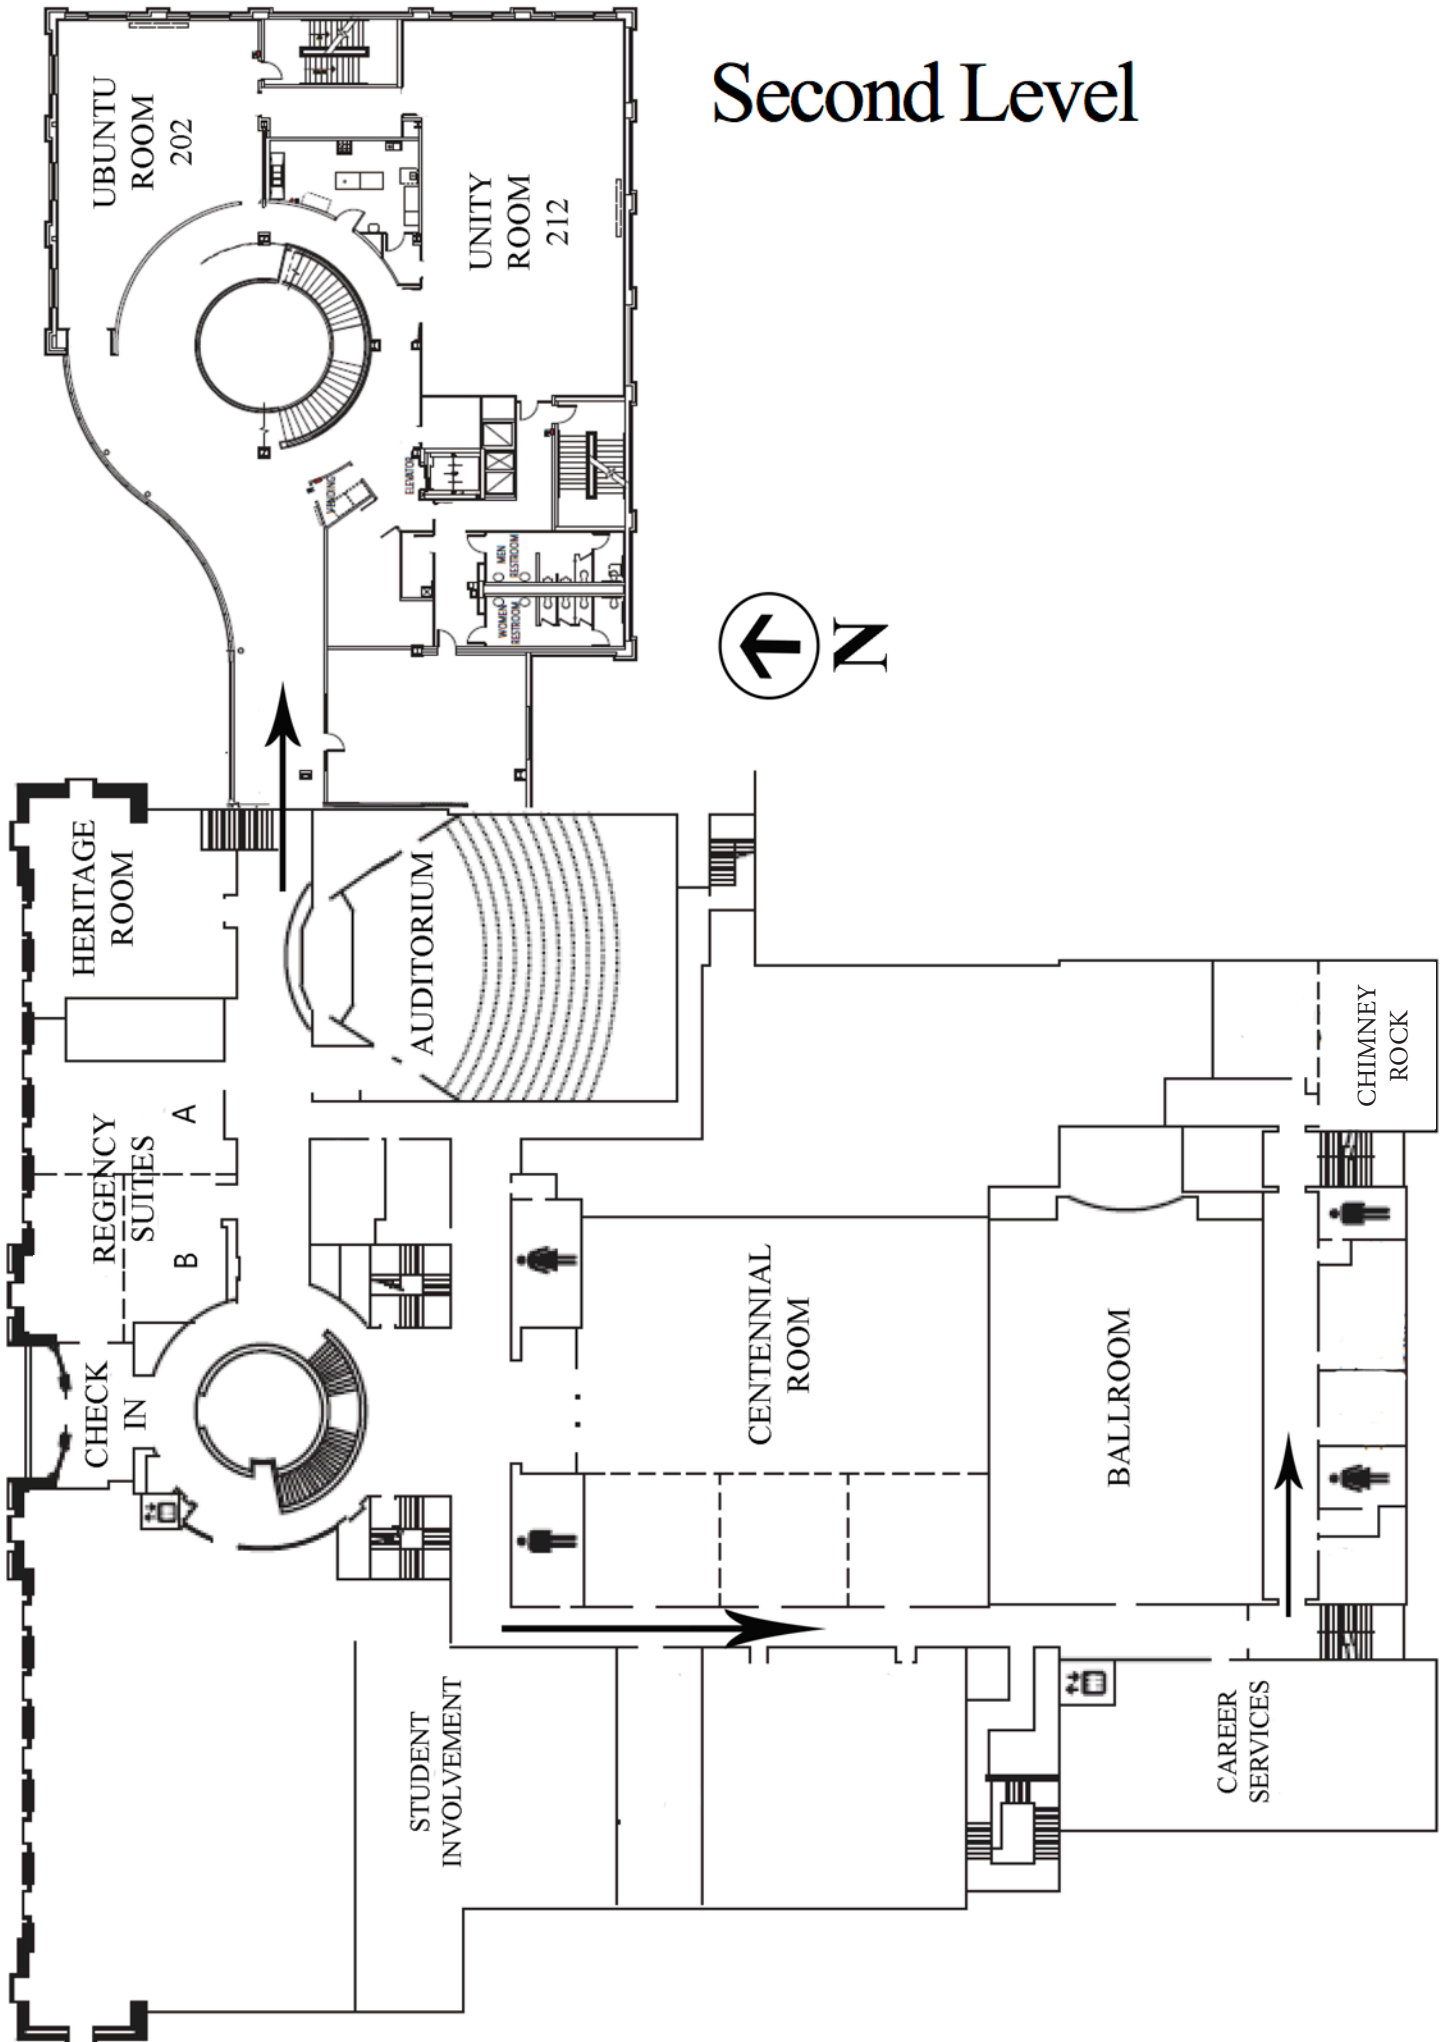 Second Level
UBUNTU
ROOM
202
UNITY
ROOM
212
ELEVATOR
MEN
RESTROOM
WOMEN
RESTROOM
N
HERITAGE
ROOM
AUDITORIUM
REGENCY
SUITES
A
B
CHECK
IN
CENTENNIAL
ROOM
BALLROOM
CHIMNEY
ROCK
STUDENT
INVOLVEMENT
CAREER
SERVICES